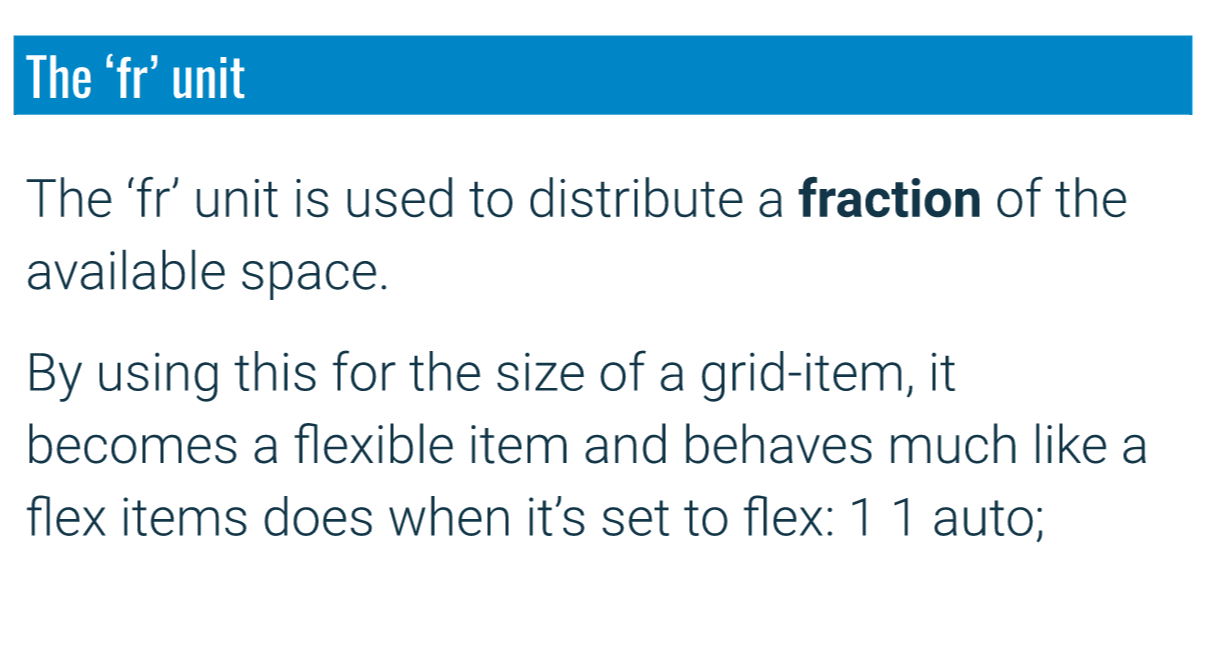 The ‘fr’ unit
The ‘fr’ unit is used to distribute a fraction of the
available space.
By using this for the size of a grid-item, it
becomes a flexible item and behaves much like a
flex items does when it’s set to flex: 1 1 auto;